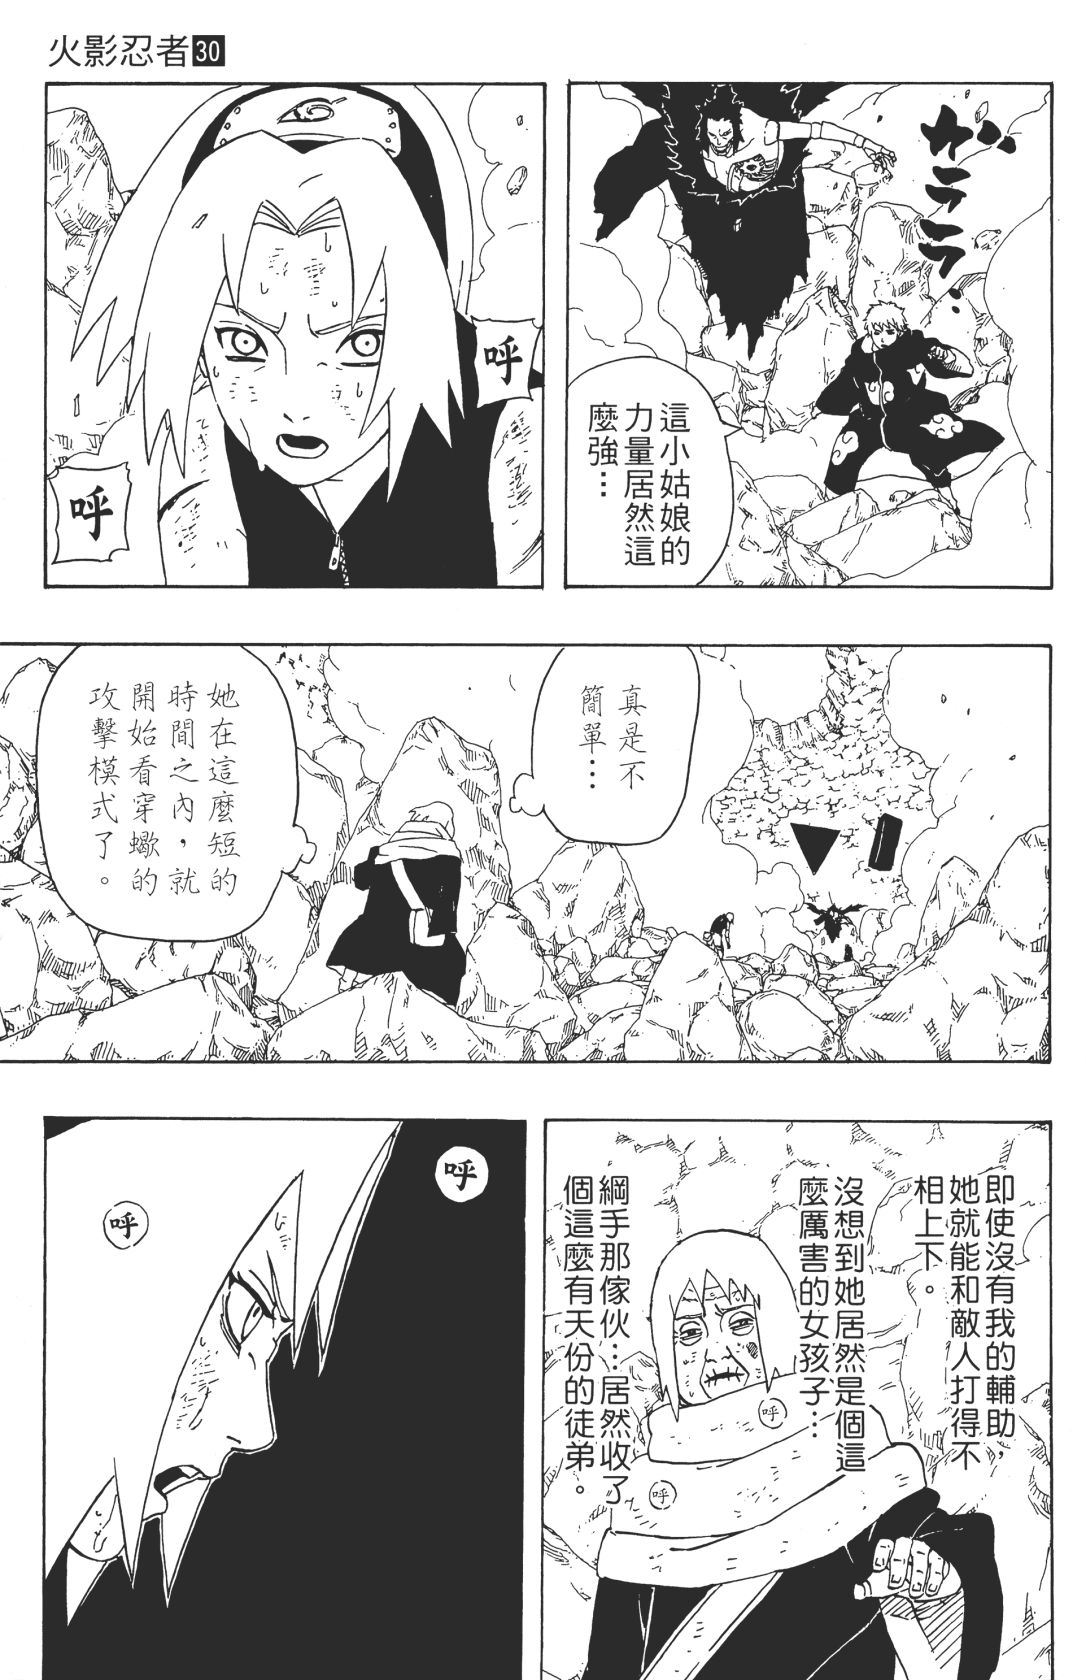 火影忍者30
ガラララ・
這小姑娘的
力量居然這
麼強…
呼
呼
真是不
簡單…
她在這麼短的
時間之內，就
開始看穿蠍的
攻擊模式了。
即使沒有我的輔助，
她就能和敵人打得不
相上下。
沒想到她居然是個這
麼厲害的女孩子…
綱手那傢伙…居然收了
個這麼有天份的徒弟。
呼
呼
呼
呼